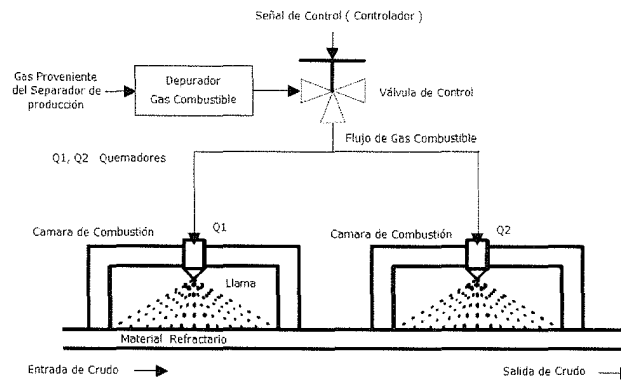 Señal de Control ( Controlador )
Gas Proveniente
del Separador de
producción
Depurador
Gas Combustible
Válvula de Control
Flujo de Gas Combustible
Q1, Q2 Quemadores
Camara de Combustión
Q1
Camara de Combustión
Q2
Llama
Material Refractario
Entrada de Crudo
Salida de Crudo